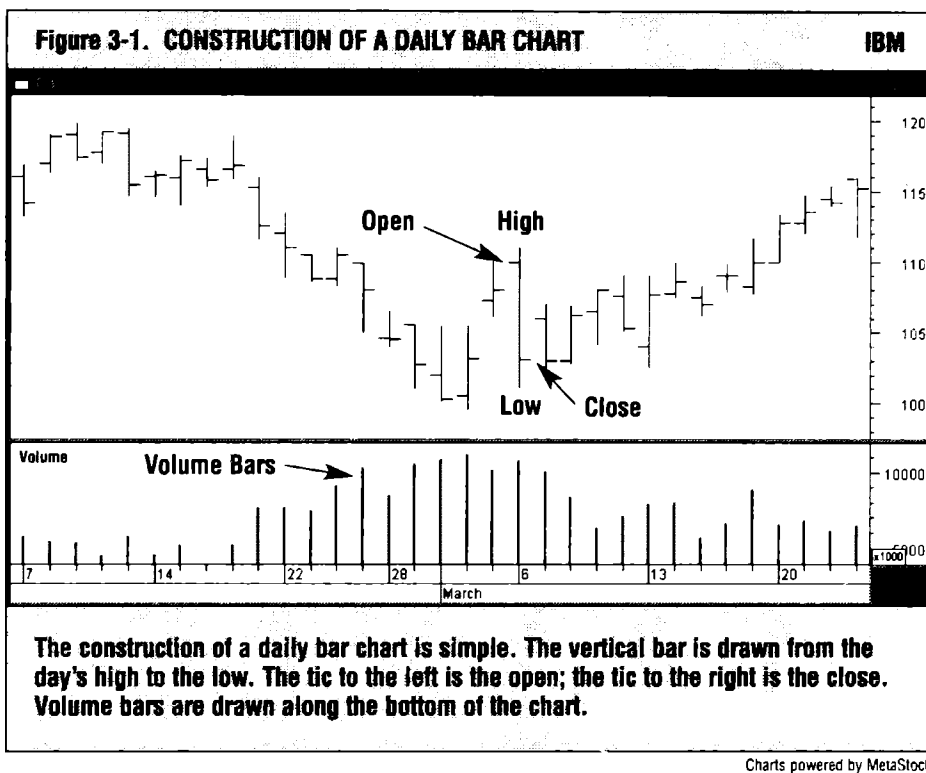 Figure 3-1. CONSTRUCTION OF A DAILY BAR CHART IBM
120
115
110
105
100
Open
High
Low
Close
Volume
Volume Bars
10000
5000
x1000
7
14
22
28
6
13
20
March
The construction of a daily bar chart is simple. The vertical bar is drawn from the
day's high to the low. The tic to the left is the open; the tic to the right is the close.
Volume bars are drawn along the bottom of the chart.
Charts powered by MetaStock